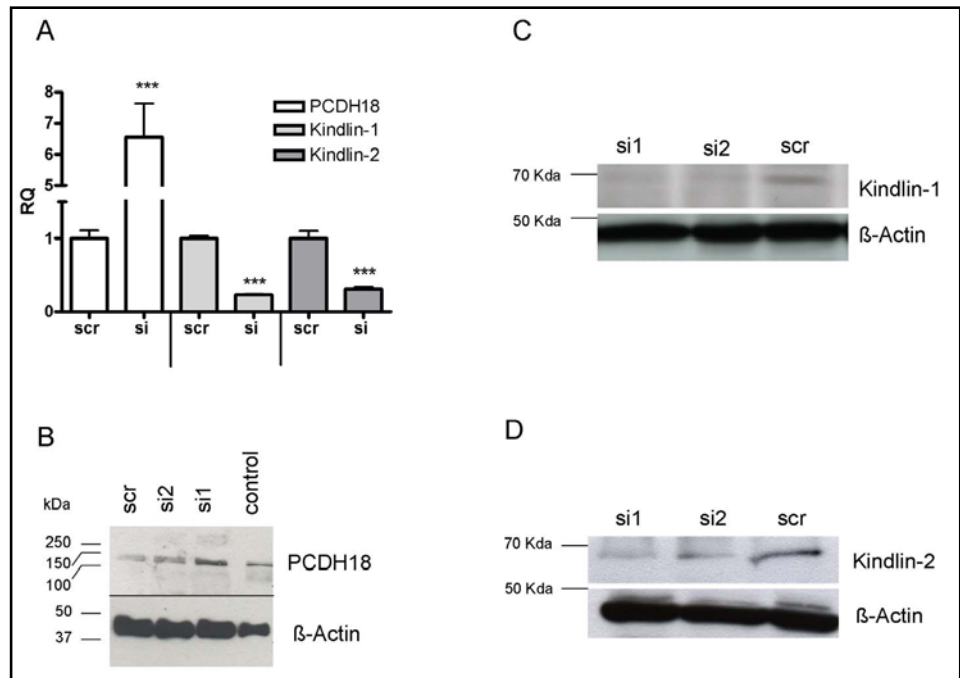 A
***
8
7
6
5
1
0
RQ
PCDH18
Kindlin-1
Kindlin-2
***
***
scr si scr si scr si
B
kDa
scr si2 si1 control
250
150
100
PCDH18
50
37
ß-Actin
C
si1 si2 scr
70 Kda
Kindlin-1
50 Kda
ß-Actin
D
si1 si2 scr
70 Kda
Kindlin-2
50 Kda
ß-Actin